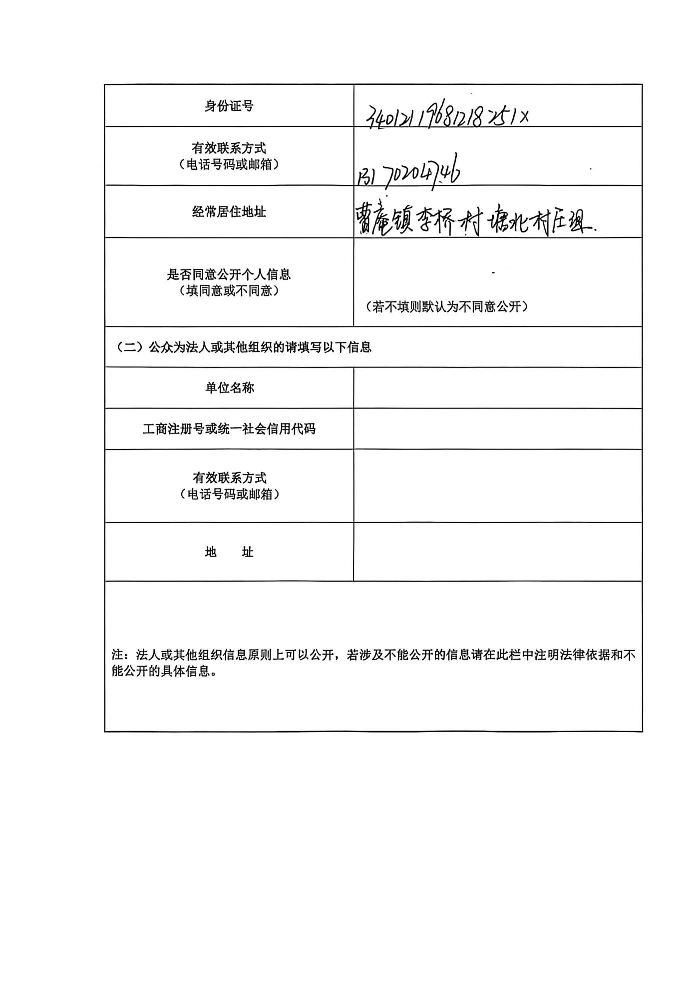 身份证号
34012119681218251X
有效联系方式
（电话号码或邮箱）
13170204746
经常居住地址
曹庵镇李桥村塘北村庄组.
是否同意公开个人信息
（填同意或不同意）
（若不填则默认为不同意公开）
（二）公众为法人或其他组织的请填写以下信息
单位名称
工商注册号或统一社会信用代码
有效联系方式
（电话号码或邮箱）
地 址
注：法人或其他组织信息原则上可以公开，若涉及不能公开的信息请在此栏中注明法律依据和不
能公开的具体信息。